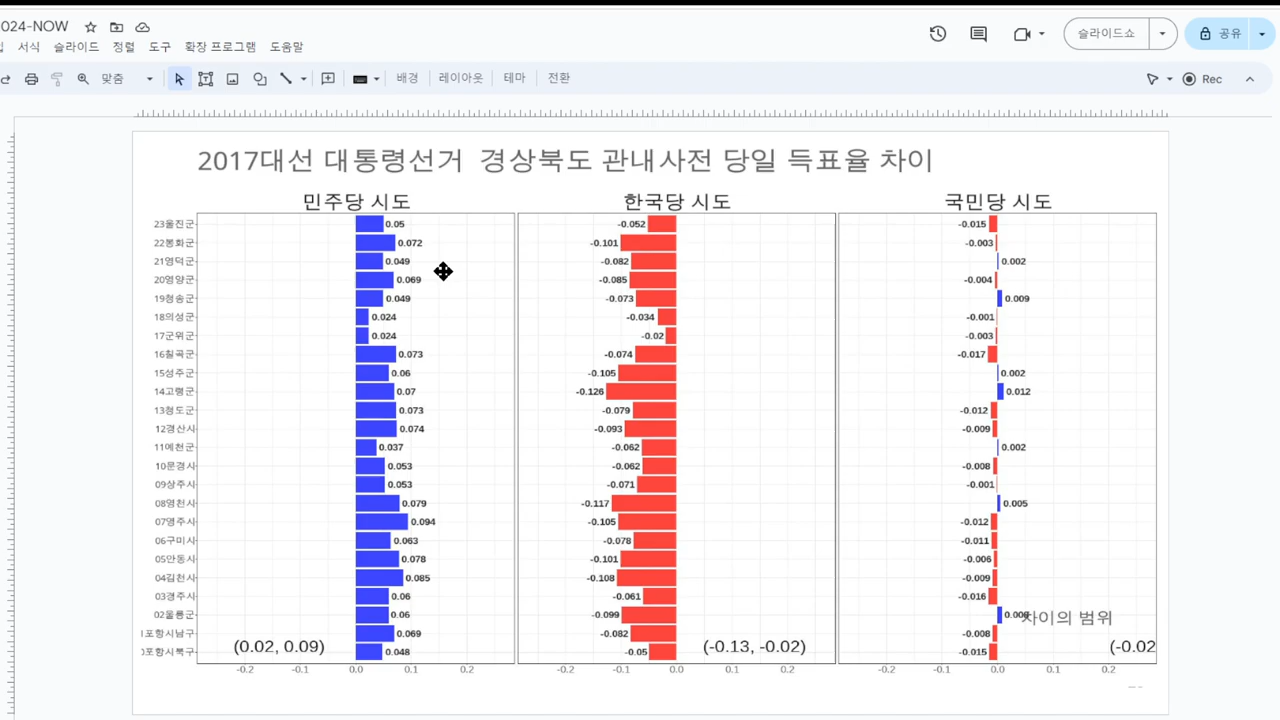 024-NOW
서식 슬라이드 정렬 도구 확장 프로그램 도움말
슬라이드쇼
공유
맞춤
배경 레이아웃 테마 전환
Rec
2017대선 대통령선거 경상북도 관내사전 당일 득표율 차이
민주당 시도 한국당 시도 국민당 시도
23울진군 0.05 -0.052 -0.015
22봉화군 0.072 -0.101 -0.003
21영덕군 0.049 -0.082 0.002
20영양군 0.069 -0.085 -0.004
19청송군 0.049 -0.073 0.009
18의성군 0.024 -0.034 -0.001
17군위군 0.024 -0.02 -0.003
16칠곡군 0.073 -0.074 -0.017
15성주군 0.06 -0.105 0.002
14고령군 0.07 -0.126 0.012
13청도군 0.073 -0.079 -0.012
12경산시 0.074 -0.093 -0.009
11예천군 0.037 -0.062 0.002
10문경시 0.053 -0.062 -0.008
09상주시 0.053 -0.071 -0.001
08영천시 0.079 -0.117 0.005
07영주시 0.094 -0.105 -0.012
06구미시 0.063 -0.078 -0.011
05안동시 0.078 -0.101 -0.006
04김천시 0.085 -0.108 -0.009
03경주시 0.06 -0.061 -0.016
02울릉군 0.06 -0.099
차이의 범위
포항시남구 0.069 -0.082 -0.008
포항시북구 0.048 -0.05 -0.015
(0.02, 0.09) (-0.13, -0.02) (-0.02
-0.2 -0.1 0.0 0.1 0.2 -0.2 -0.1 0.0 0.1 0.2 -0.2 -0.1 0.0 0.1 0.2